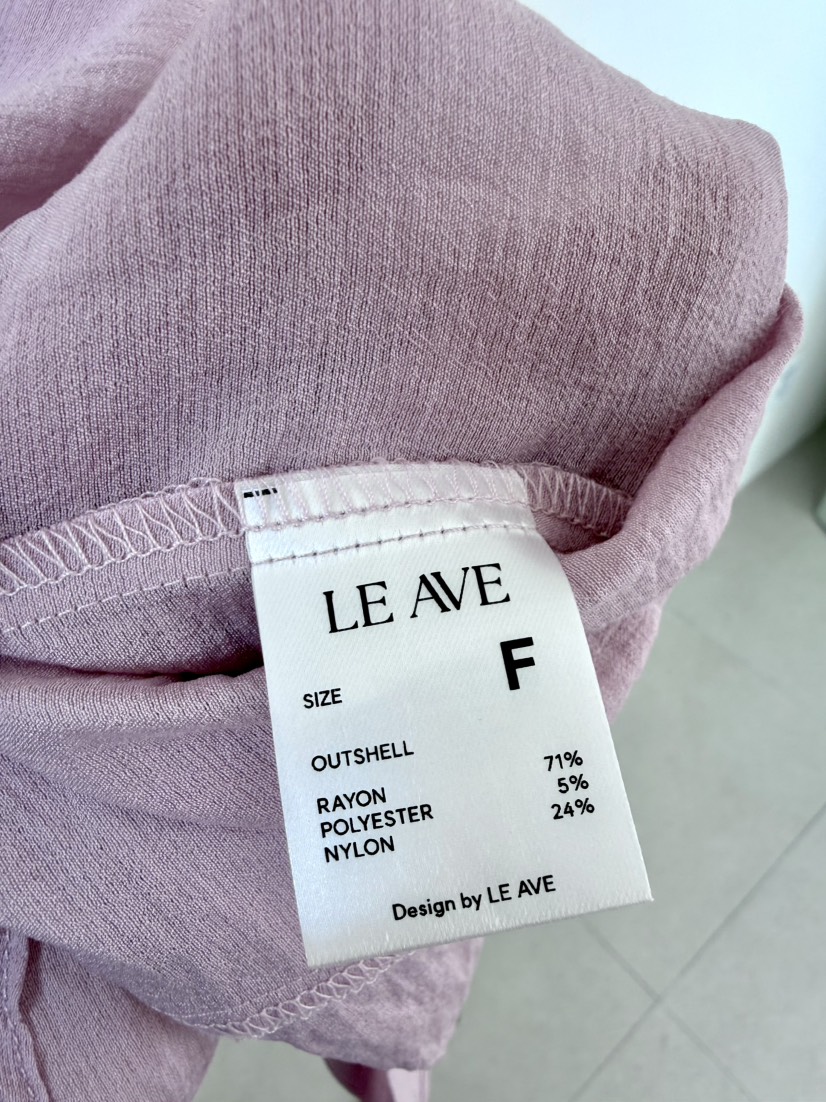 LE AVE
SIZE F
OUTSHELL
RAYON 71%
POLYESTER 5%
NYLON 24%
Design by LE AVE